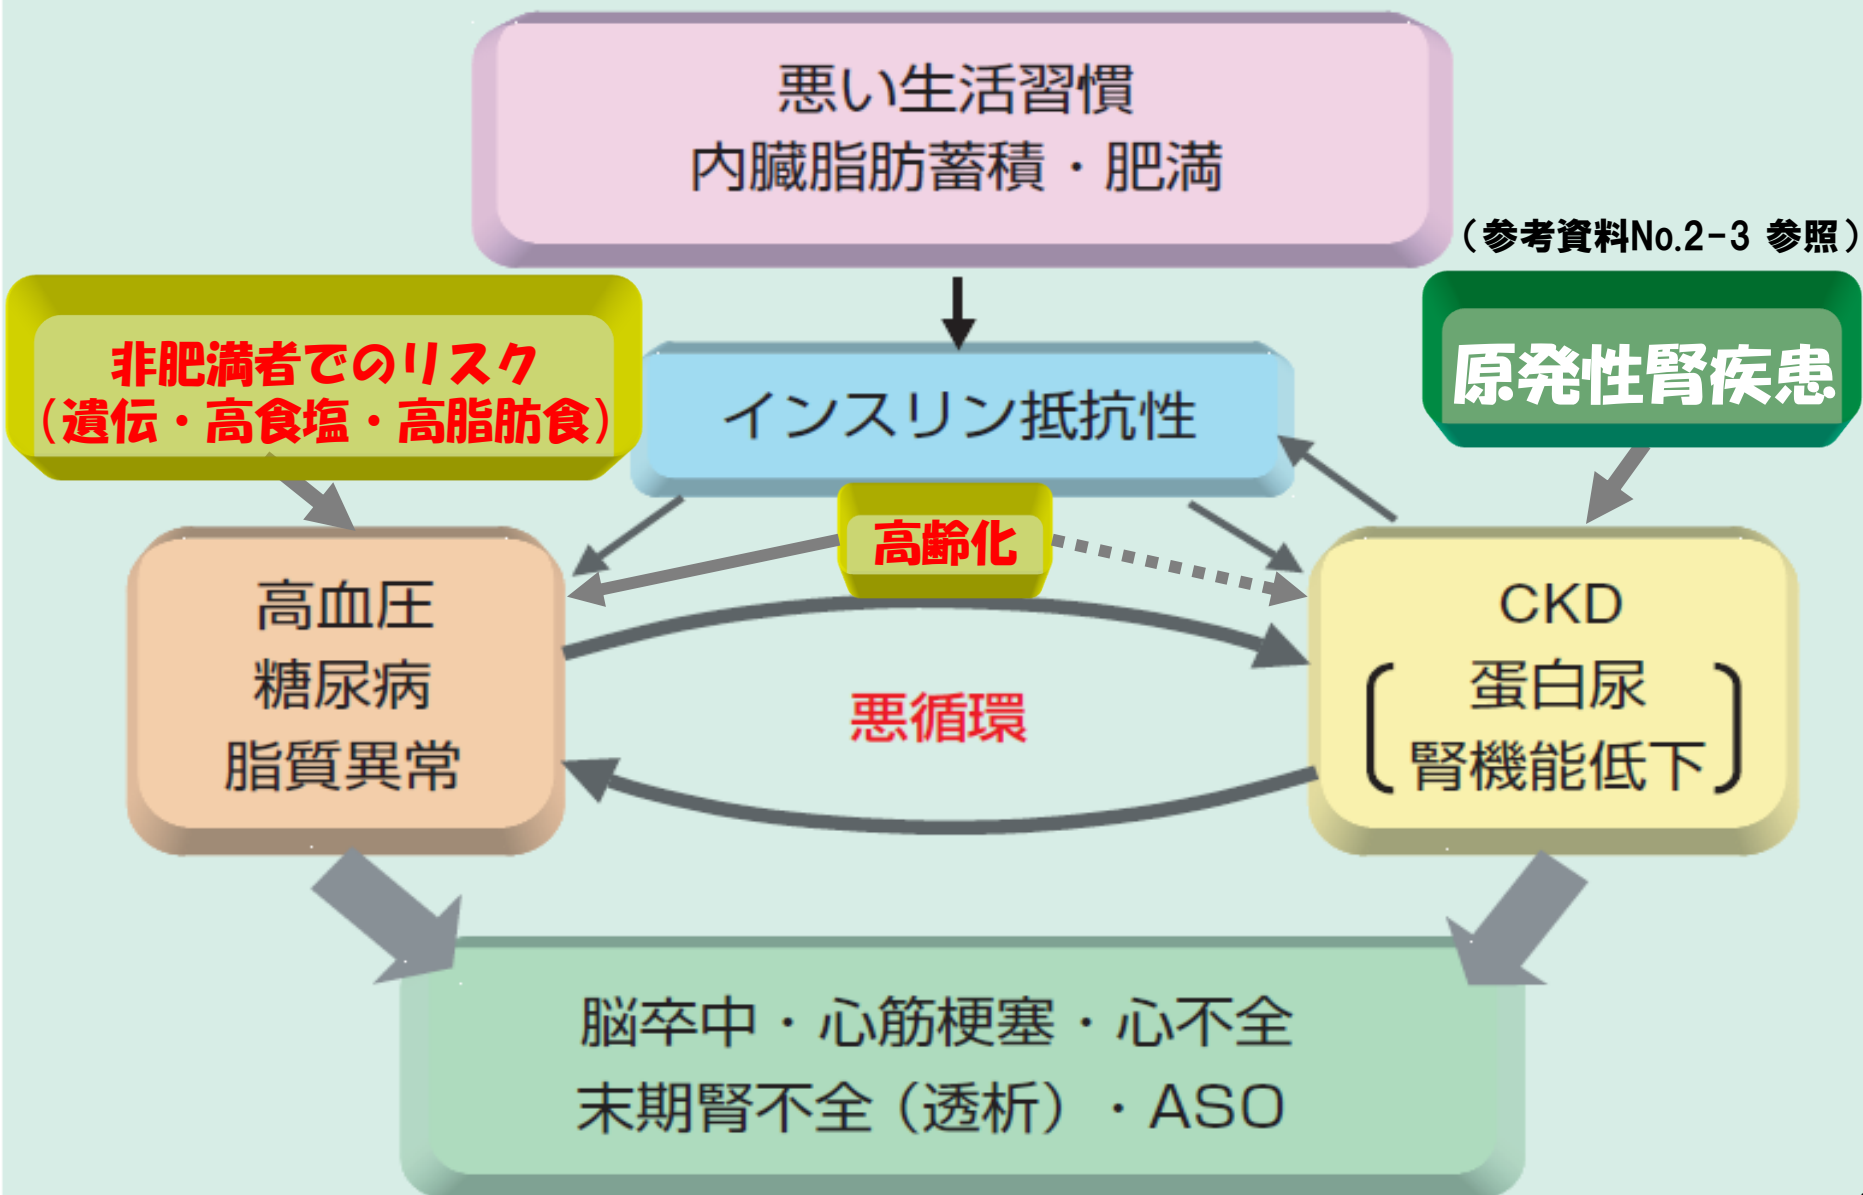 悪い生活習慣
内臓脂肪蓄積・肥満
(参考資料No.2-3 参照)
非肥満者でのリスク
(遺伝・高食塩・高脂肪食)
インスリン抵抗性
原発性腎疾患
高齢化
高血圧
糖尿病
脂質異常
悪循環
CKD
蛋白尿
腎機能低下
脳卒中・心筋梗塞・心不全
末期腎不全(透析)・ASO